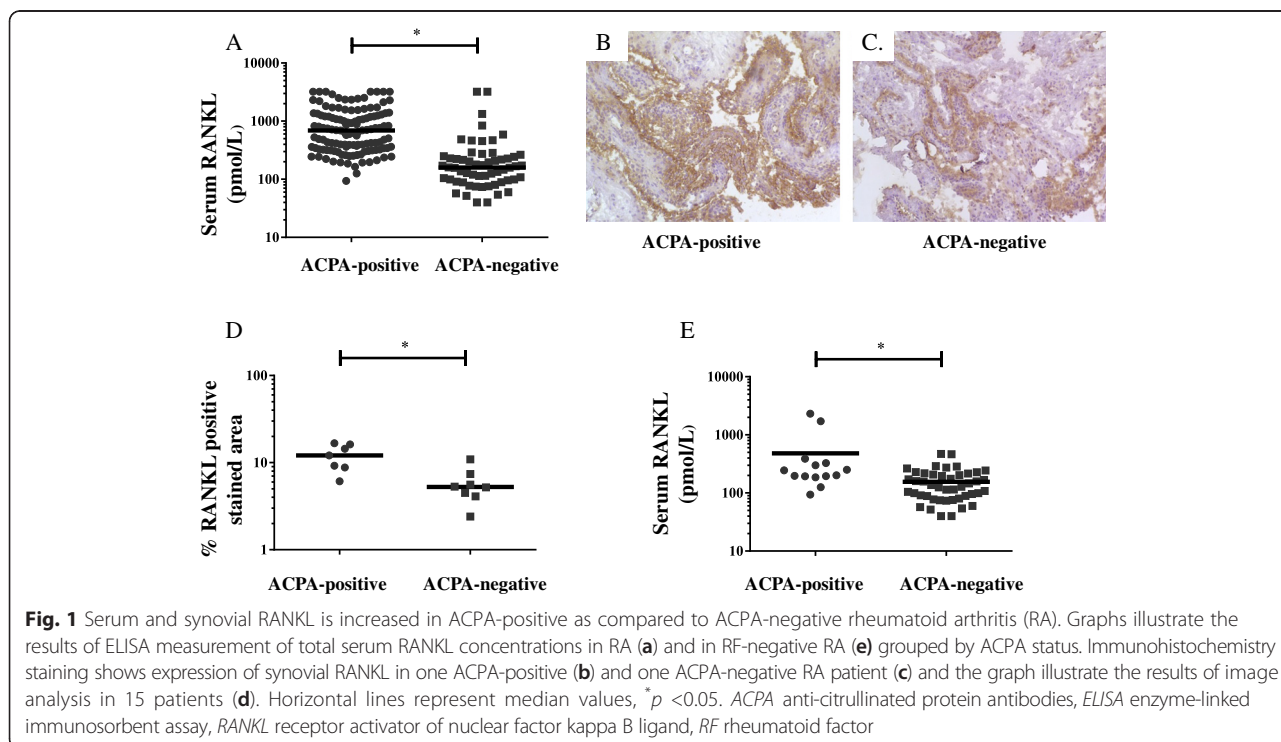 A
*
Serum RANKL
(pmol/L)
10000
1000
100
10
ACPA-positive
ACPA-negative
B
ACPA-positive
C.
ACPA-negative
D
*
% RANKL positive
stained area
100
10
1
ACPA-positive
ACPA-negative
E
*
Serum RANKL
(pmol/L)
10000
1000
100
10
ACPA-positive
ACPA-negative
Fig. 1 Serum and synovial RANKL is increased in ACPA-positive as compared to ACPA-negative rheumatoid arthritis (RA). Graphs illustrate the
results of ELISA measurement of total serum RANKL concentrations in RA (a) and in RF-negative RA (e) grouped by ACPA status. Immunohistochemistry
staining shows expression of synovial RANKL in one ACPA-positive (b) and one ACPA-negative RA patient (c) and the graph illustrate the results of image
analysis in 15 patients (d). Horizontal lines represent median values, *p <0.05. ACPA anti-citrullinated protein antibodies, ELISA enzyme-linked
immunosorbent assay, RANKL receptor activator of nuclear factor kappa B ligand, RF rheumatoid factor